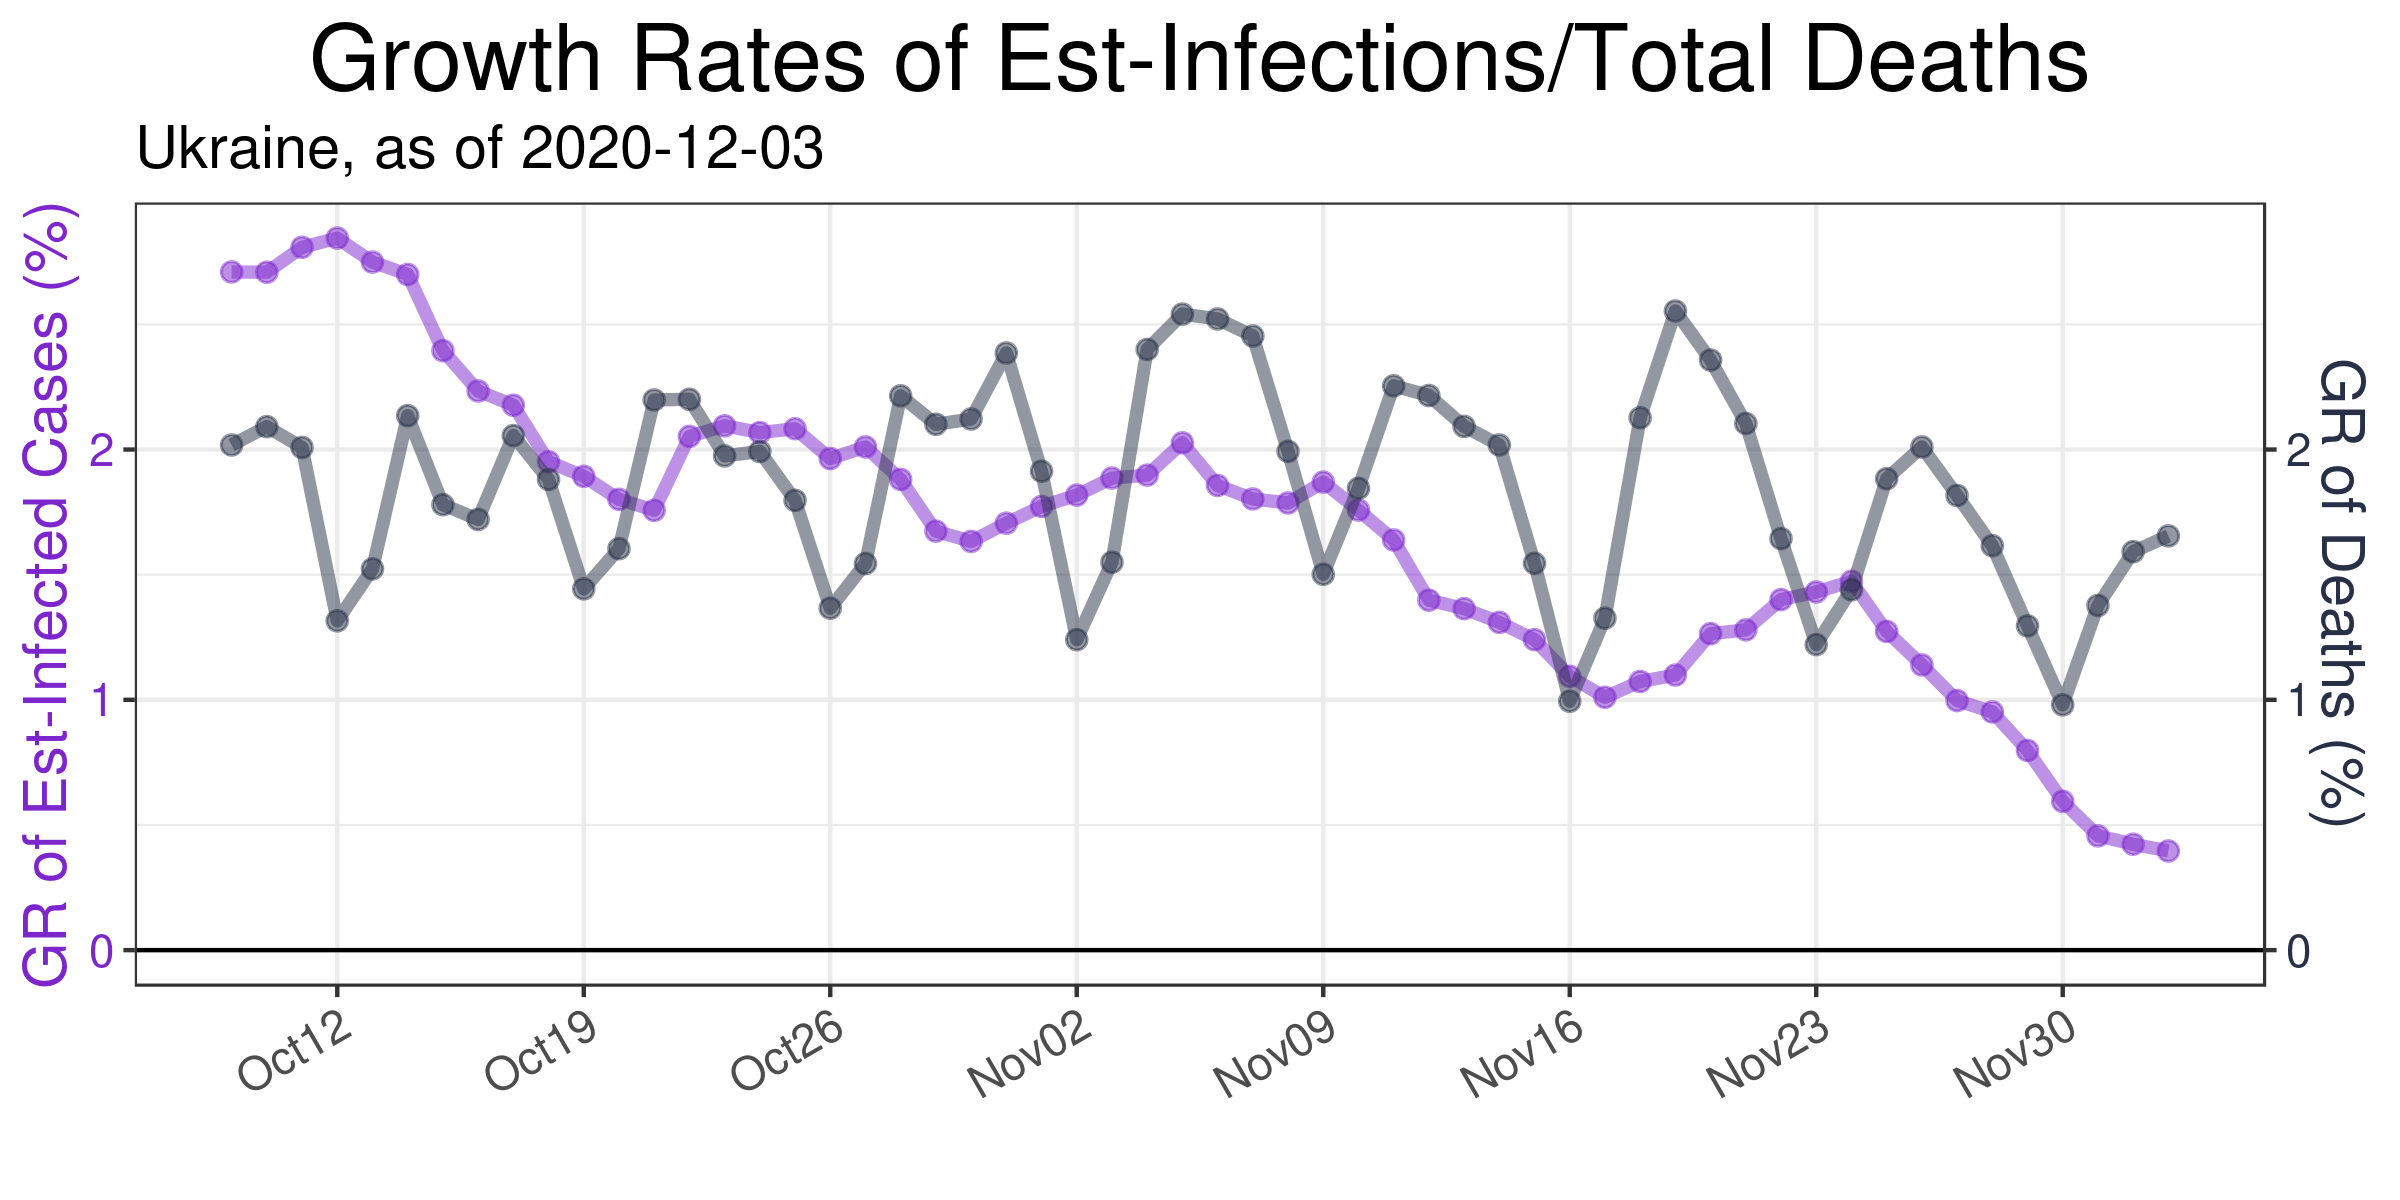 Growth Rates of Est-Infections/Total Deaths
Ukraine, as of 2020-12-03
GR of Est-Infected Cases (%)
2
1
0
2
1
0
GR of Deaths (%)
Oct12
Oct19
Oct26
Nov02
Nov09
Nov16
Nov23
Nov30